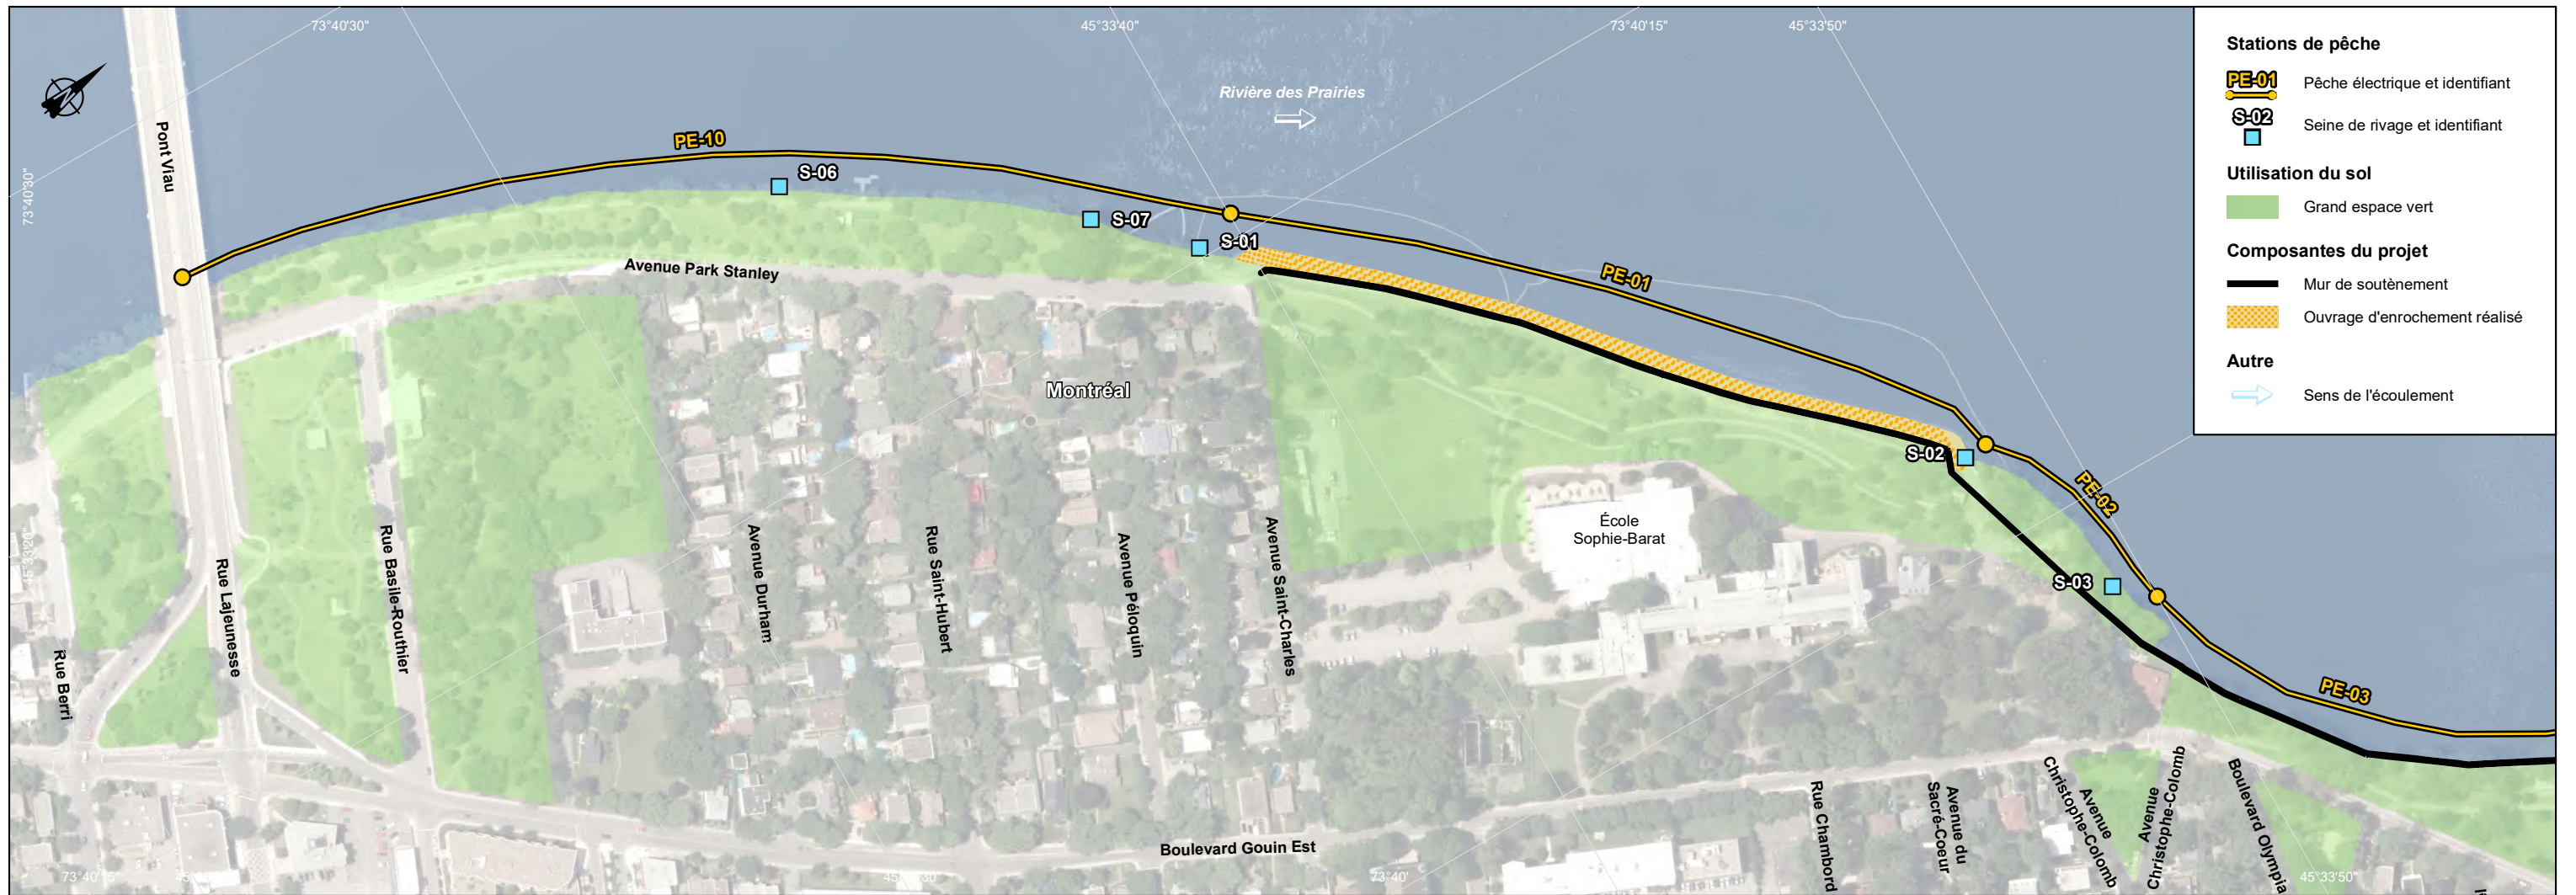 73°40'30"
45°33'40"
73°40'15"
45°33'50"
Stations de pêche
PE-01
Pêche électrique et identifiant
S-02
Seine de rivage et identifiant
Utilisation du sol
Grand espace vert
Composantes du projet
Mur de soutènement
Ouvrage d'enrochement réalisé
Autre
Sens de l'écoulement
Rivière des Prairies
Pont Viau
PE-10
S-06
73°40'30"
S-07
S-01
Avenue Park Stanley
PE-01
Montréal
S-02
PE-02
École
Sophie-Barat
S-03
45°33'20"
Rue Lajeunesse
Rue Basile-Routhier
Avenue Durham
Rue Saint-Hubert
Avenue Péloquin
Avenue Saint-Charles
Rue Berri
PE-03
Rue Chambord
Avenue du
Sacré-Coeur
Avenue
Christophe-Colomb
Avenue
Christophe-Colomb
Boulevard Olympia
Boulevard Gouin Est
73°40'15"
73°40'
45°33'50"